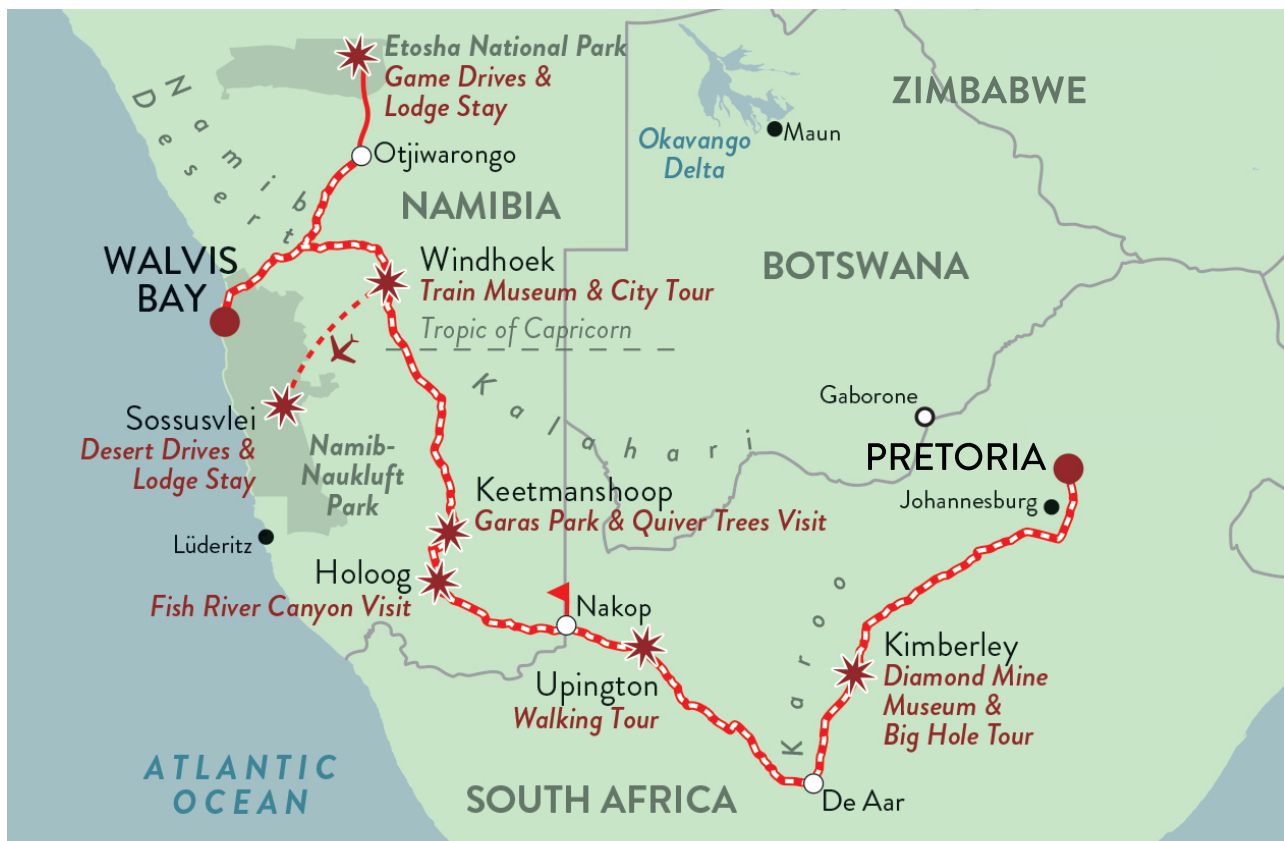 Etosha National Park
Game Drives &
Lodge Stay
Namib
Desert
Otjiwarongo
NAMIBIA
ZIMBABWE
Maun
Okavango
Delta
BOTSWANA
WALVIS
BAY
Windhoek
Train Museum & City Tour
Tropic of Capricorn
Kalahari
Sossusvlei
Desert Drives &
Lodge Stay
Namib-
Naukluft
Park
Gaborone
PRETORIA
Johannesburg
Keetmanshoop
Garas Park & Quiver Trees Visit
Lüderitz
Holoog
Fish River Canyon Visit
Nakop
Upington
Walking Tour
Karoo
Kimberley
Diamond Mine
Museum &
Big Hole Tour
De Aar
ATLANTIC
OCEAN
SOUTH AFRICA